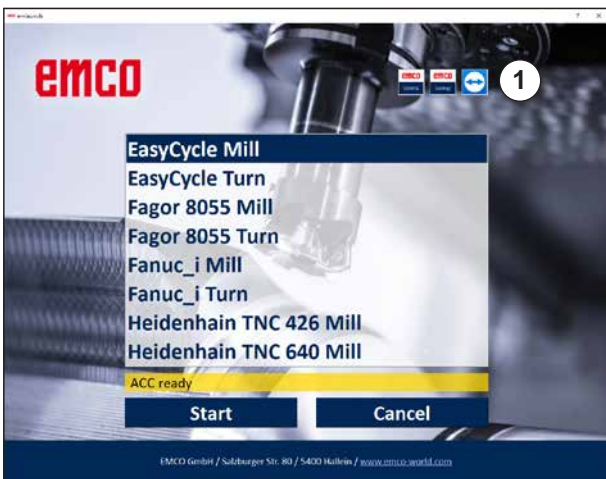 emco
1
EasyCycle Mill
EasyCycle Turn
Fagor 8055 Mill
Fagor 8055 Turn
Fanuc_i Mill
Fanuc_i Turn
Heidenhain TNC 426 Mill
Heidenhain TNC 640 Mill
ACC ready
Start Cancel
EMCO GmbH / Salzburger Str. 80 / 5400 Hallein / www.emco-world.com